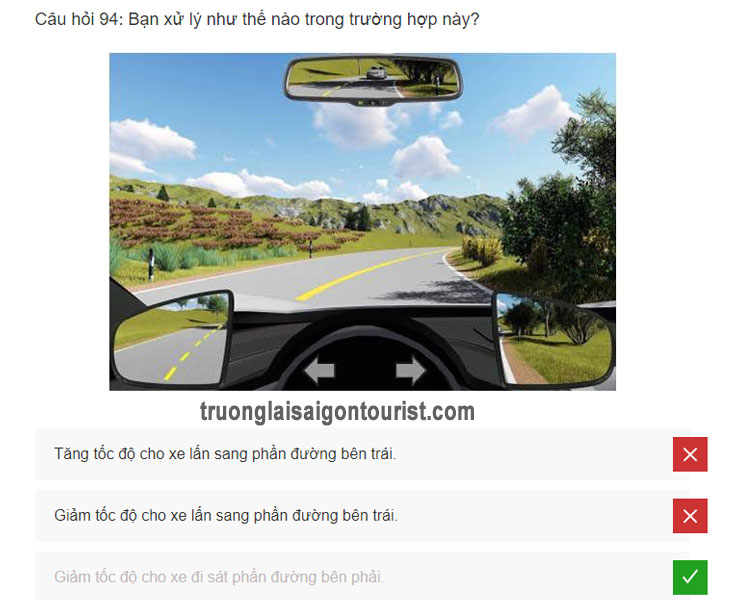 Câu hỏi 94: Bạn xử lý như thế nào trong trường hợp này?
truonglaisaigontourist.com
Tăng tốc độ cho xe lấn sang phần đường bên trái.
Giảm tốc độ cho xe lấn sang phần đường bên trái.
Giảm tốc độ cho xe đi sát phần đường bên phải.